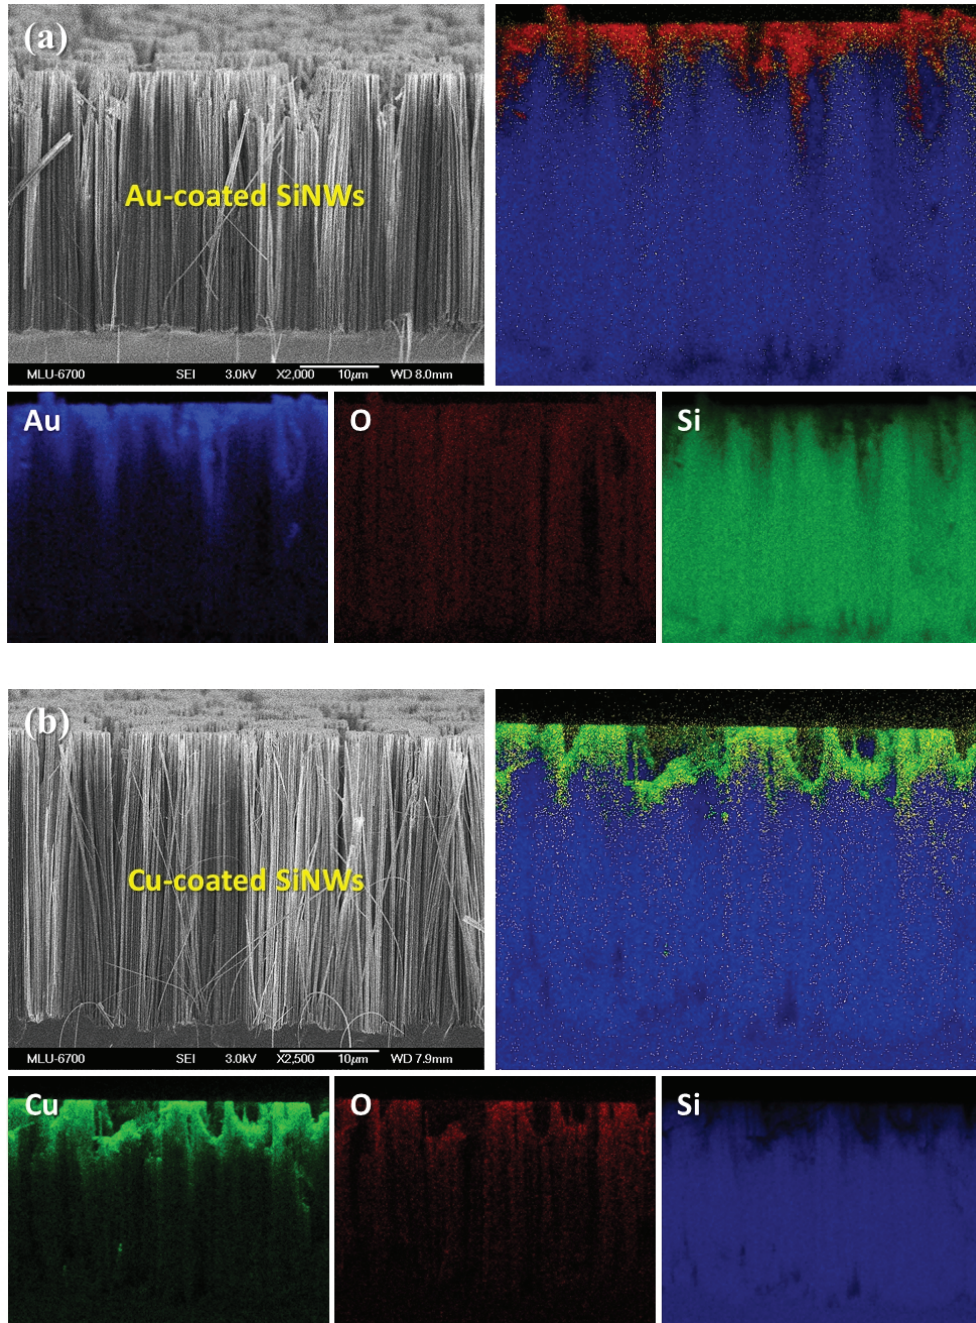 (a)
Au-coated SiNWs
MLU-6700 SEI 3.0kV X2,000 10μm WD 8.0mm
Au O Si
(b)
Cu-coated SiNWs
MLU-6700 SEI 3.0kV X2,500 10μm WD 7.9mm
Cu O Si